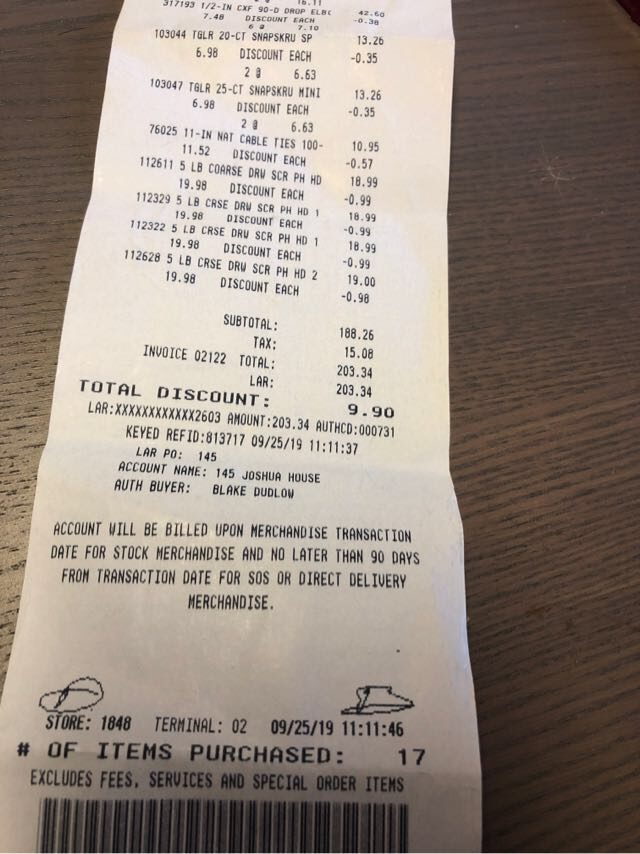 16.11
317193 1/2-IN CXF 90-D DROP ELBC 42.60
7.48 DISCOUNT EACH -0.38
6 @ 7.10
103044 TGLR 20-CT SNAPSKRU SP 13.26
6.98 DISCOUNT EACH -0.35
2 @ 6.63
103047 TGLR 25-CT SNAPSKRU MINI 13.26
6.98 DISCOUNT EACH -0.35
2 @ 6.63
76025 11-IN NAT CABLE TIES 100- 10.95
11.52 DISCOUNT EACH -0.57
112611 5 LB COARSE DRW SCR PH HD 18.99
19.98 DISCOUNT EACH -0.99
112329 5 LB CRSE DRW SCR PH HD 1 18.99
19.98 DISCOUNT EACH -0.99
112322 5 LB CRSE DRW SCR PH HD 1 18.99
19.98 DISCOUNT EACH -0.99
112628 5 LB CRSE DRW SCR PH HD 2 19.00
19.98 DISCOUNT EACH -0.98
SUBTOTAL: 188.26
TAX: 15.08
INVOICE 02122 TOTAL: 203.34
LAR: 203.34
TOTAL DISCOUNT: 9.90
LAR:XXXXXXXXXXXX2603 AMOUNT:203.34 AUTHCD:000731
KEYED REFID:813717 09/25/19 11:11:37
LAR PO: 145
ACCOUNT NAME: 145 JOSHUA HOUSE
AUTH BUYER: BLAKE DUDLOW
ACCOUNT WILL BE BILLED UPON MERCHANDISE TRANSACTION
DATE FOR STOCK MERCHANDISE AND NO LATER THAN 90 DAYS
FROM TRANSACTION DATE FOR SOS OR DIRECT DELIVERY
MERCHANDISE.
STORE: 1848 TERMINAL: 02 09/25/19 11:11:46
# OF ITEMS PURCHASED: 17
EXCLUDES FEES, SERVICES AND SPECIAL ORDER ITEMS